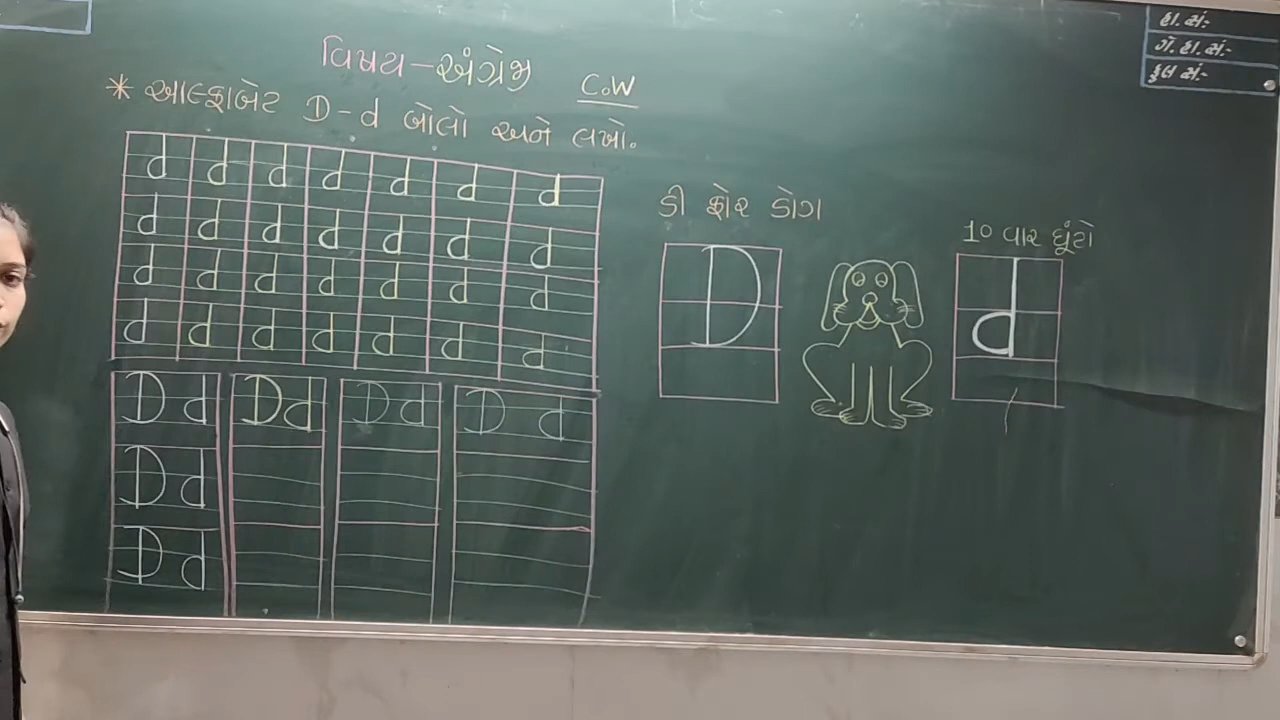 વિષય - અંગ્રેજી C.W
* આલ્ફાબેટ D-d બોલો અને લખો.
d d d d d d d
d d d d d d d
d d d d d d d
d d d d d d d
D d D d D d D d
D d
D d
ડી ફોર ડોગ
D
10 વાર ઘૂંટો
d
હા.સં:-
ગે.હા.સં:-
કુલ સં:-